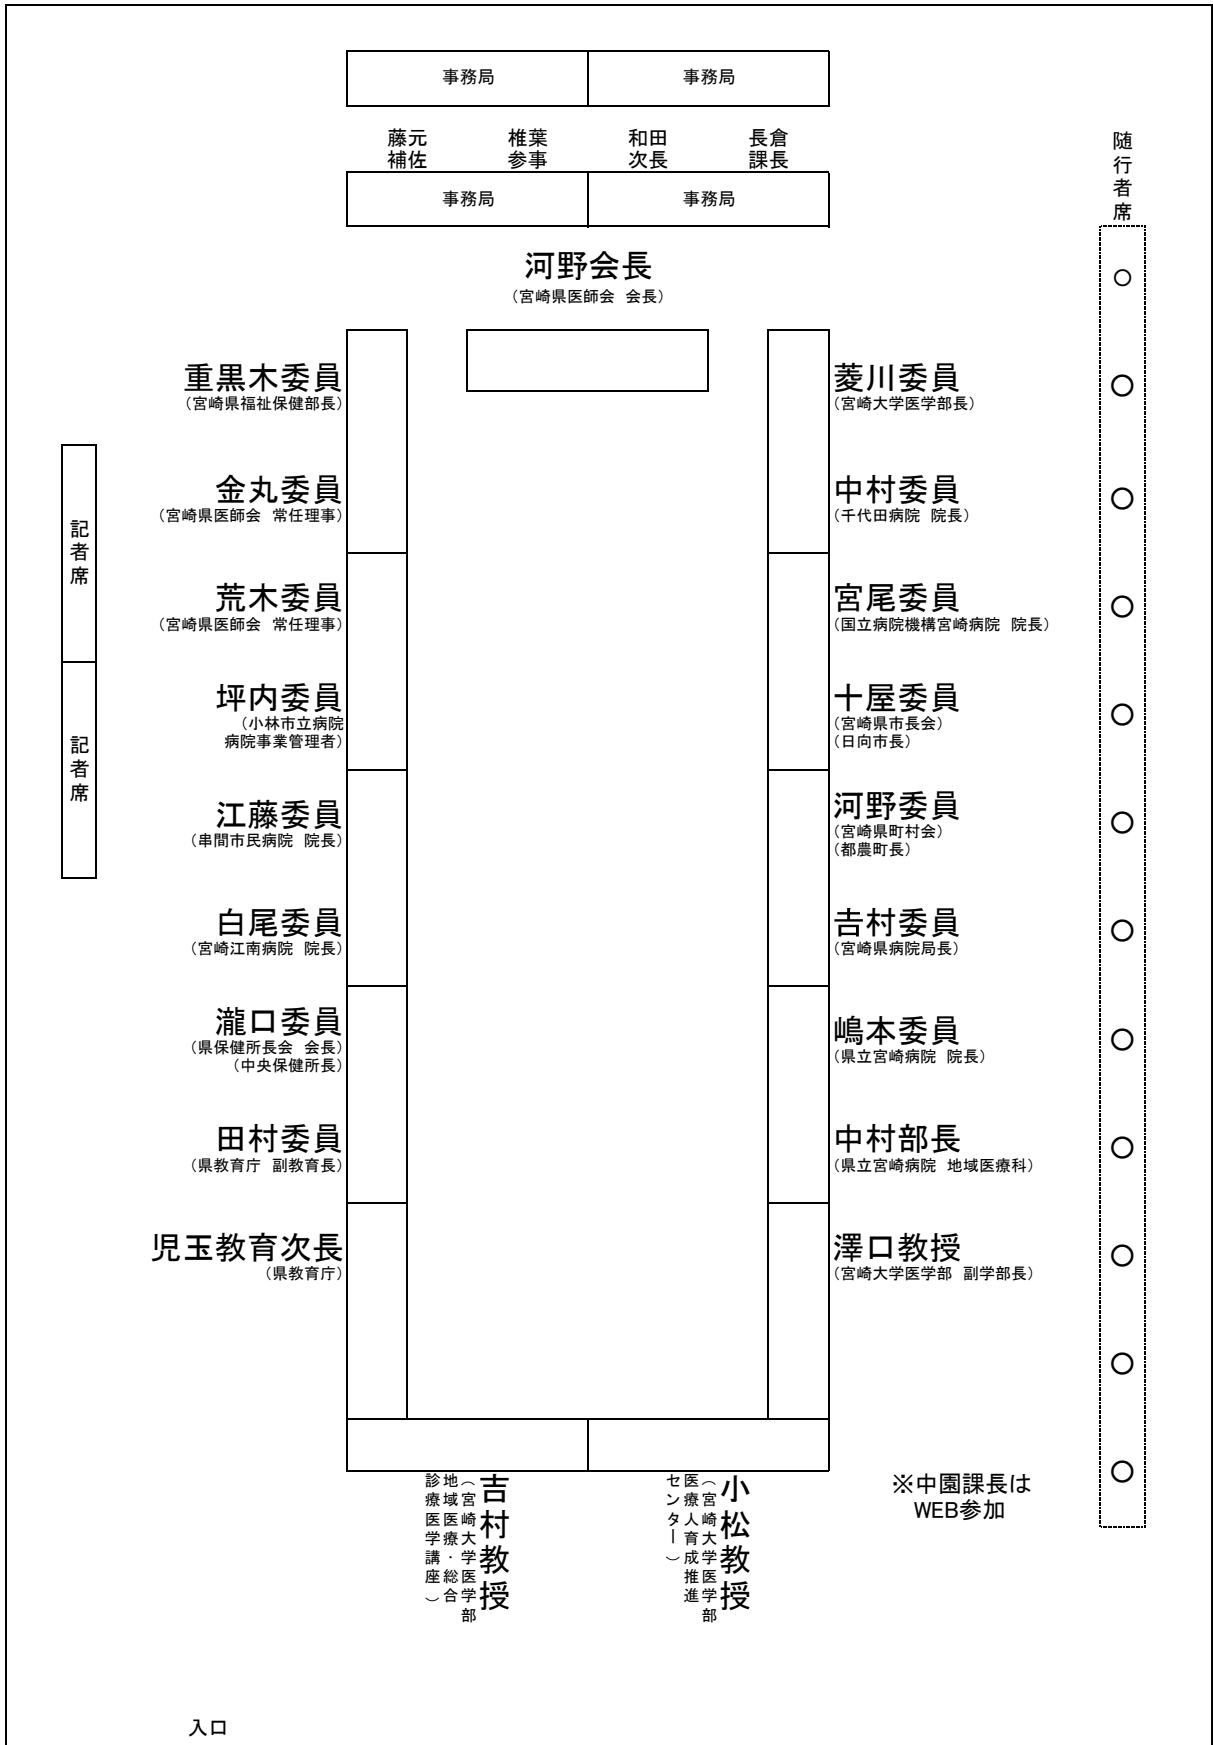 事務局
事務局
藤元
補佐
椎葉
参事
和田
次長
長倉
課長
事務局
事務局
随行者席
河野会長
（宮崎県医師会　会長）
○
○
○
○
○
○
○
○
○
○
○
○
記者席
記者席
重黒木委員
（宮崎県福祉保健部長）
金丸委員
（宮崎県医師会　常任理事）
荒木委員
（宮崎県医師会　常任理事）
坪内委員
（小林市立病院
病院事業管理者）
江藤委員
（串間市民病院　院長）
白尾委員
（宮崎江南病院　院長）
瀧口委員
（県保健所長会　会長）
（中央保健所長）
田村委員
（県教育庁　副教育長）
児玉教育次長
（県教育庁）
菱川委員
（宮崎大学医学部長）
中村委員
（千代田病院　院長）
宮尾委員
（国立病院機構宮崎病院　院長）
十屋委員
（宮崎県市長会）
（日向市長）
河野委員
（宮崎県町村会）
（都農町長）
𠮷村委員
（宮崎県病院局長）
嶋本委員
（県立宮崎病院　院長）
中村部長
（県立宮崎病院　地域医療科）
澤口教授
（宮崎大学医学部　副学部長）
小松教授
（宮崎大学医学部
医療人育成推進
センター）
吉村教授
（宮崎大学医学部
地域医療・総合
診療医学講座）
※中園課長は
WEB参加
入口